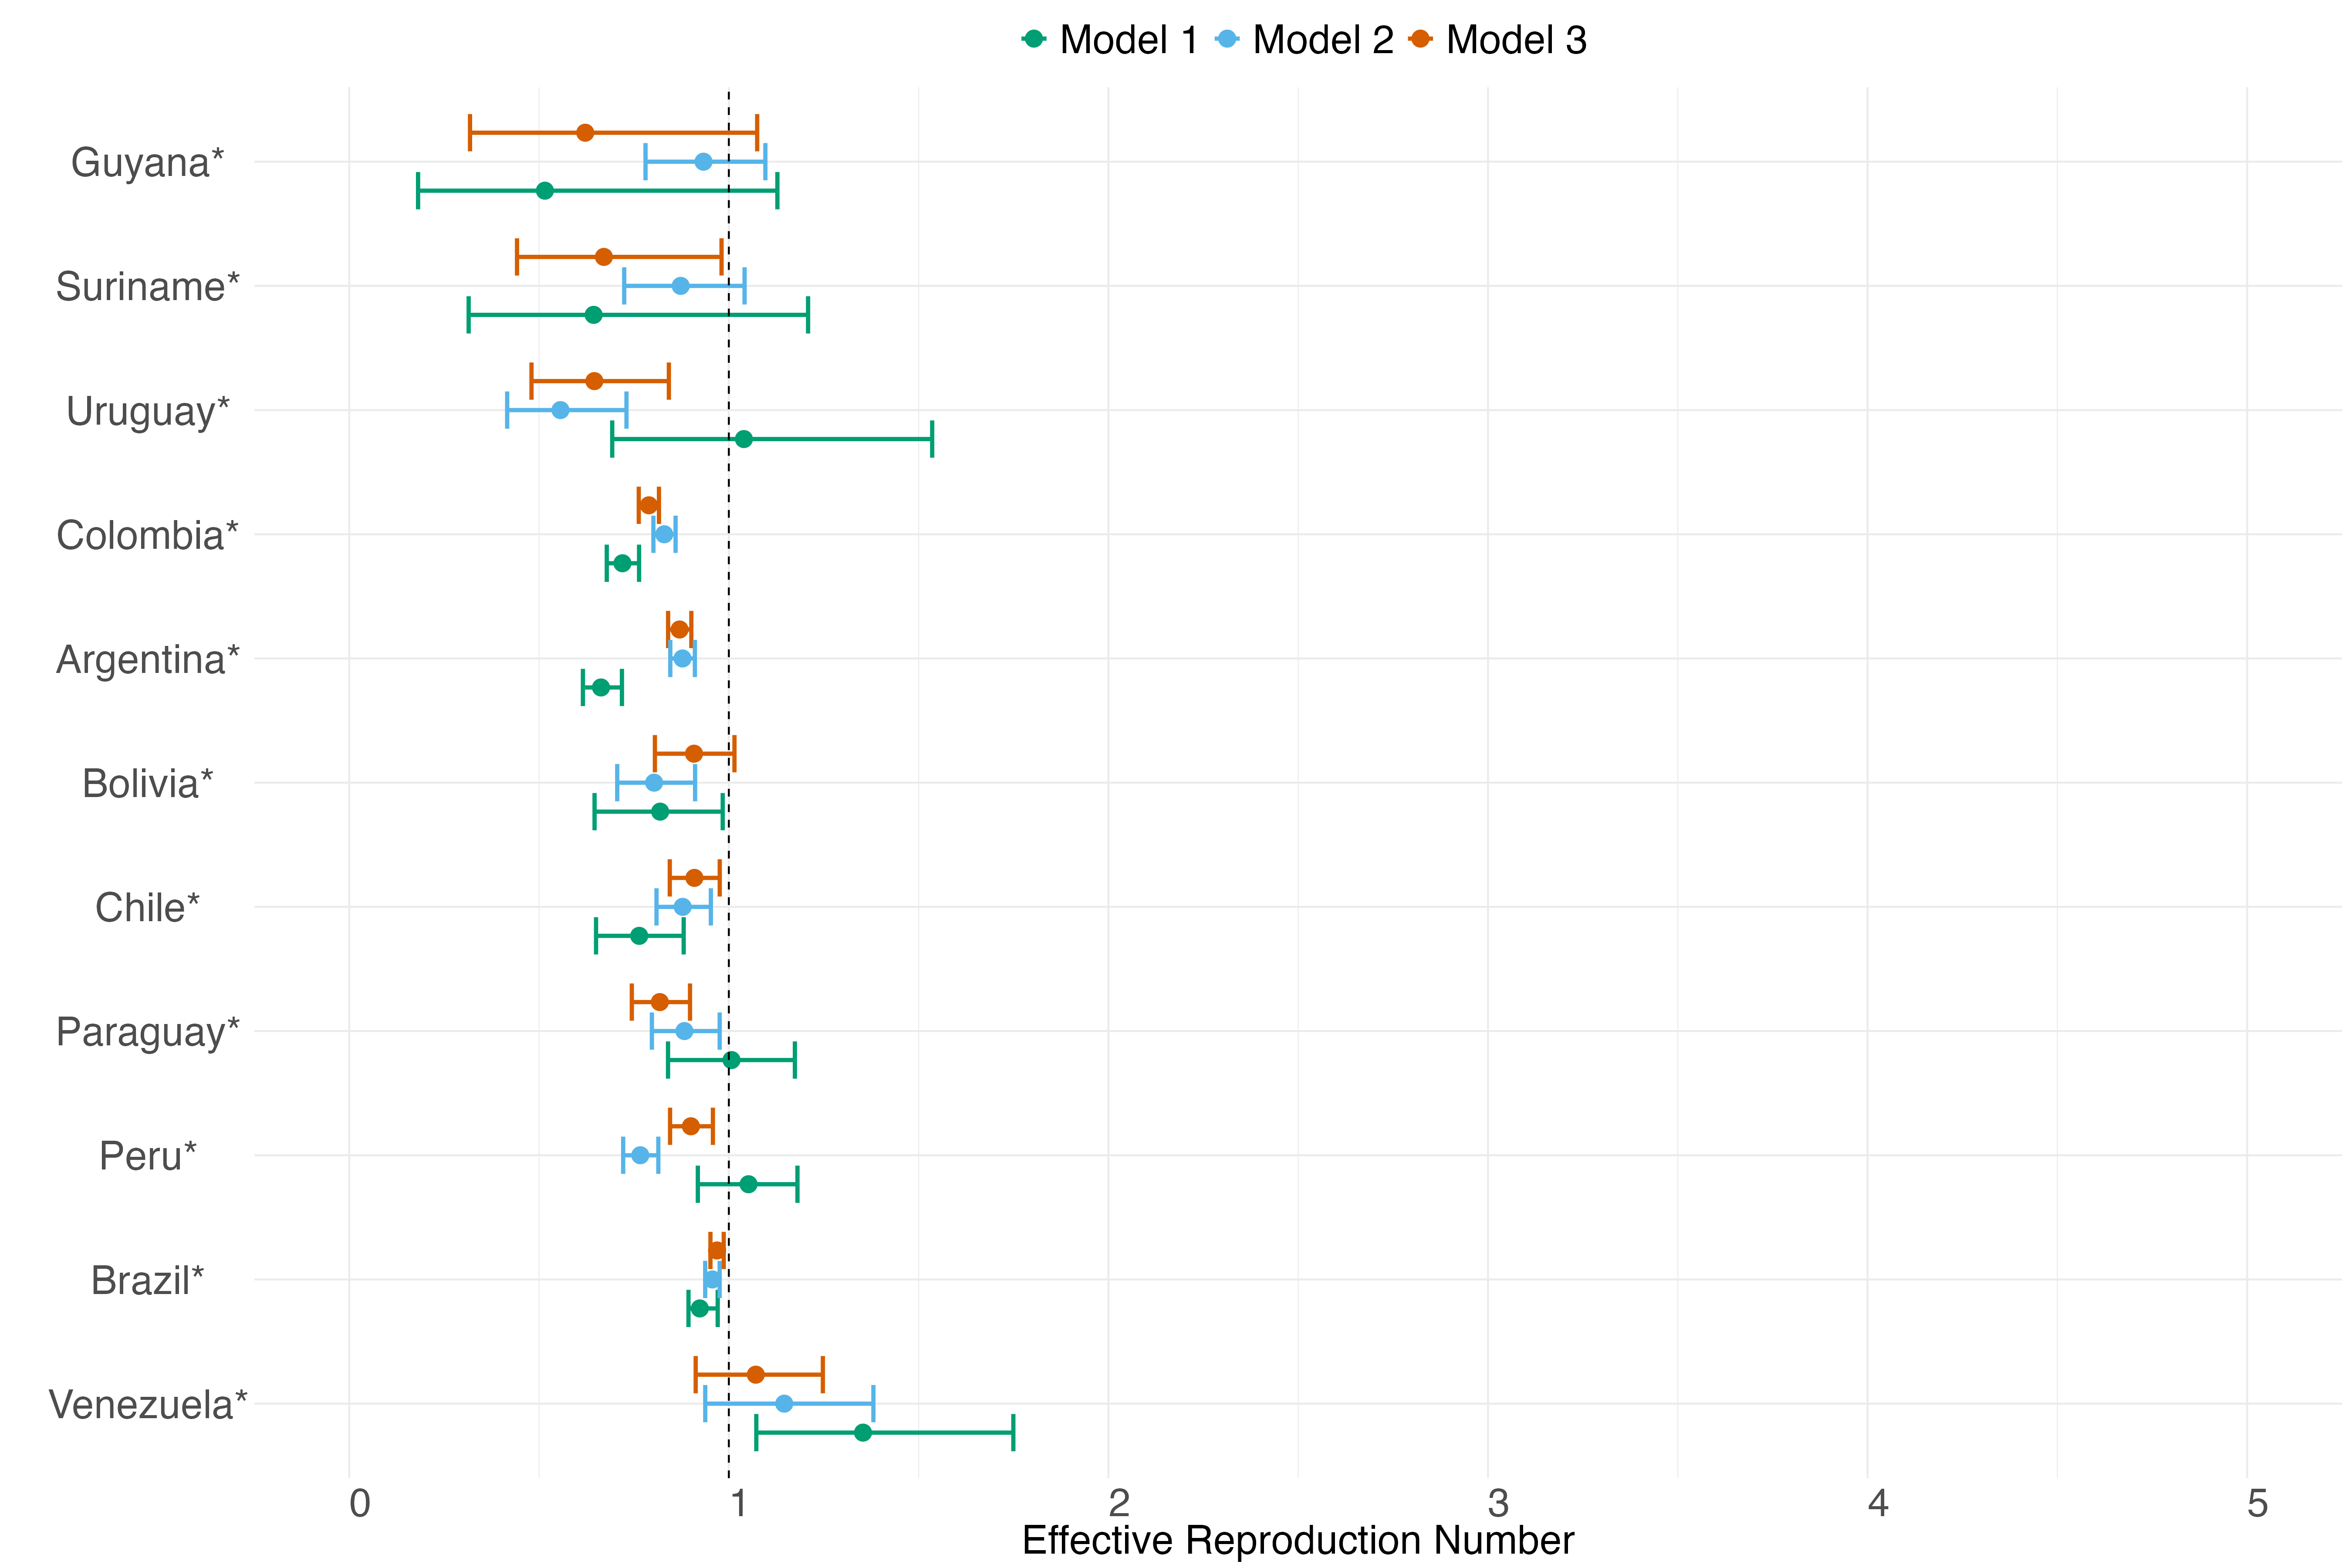 Model 1 Model 2 Model 3
Guyana*
Suriname*
Uruguay*
Colombia*
Argentina*
Bolivia*
Chile*
Paraguay*
Peru*
Brazil*
Venezuela*
0 1 2 3 4 5
Effective Reproduction Number